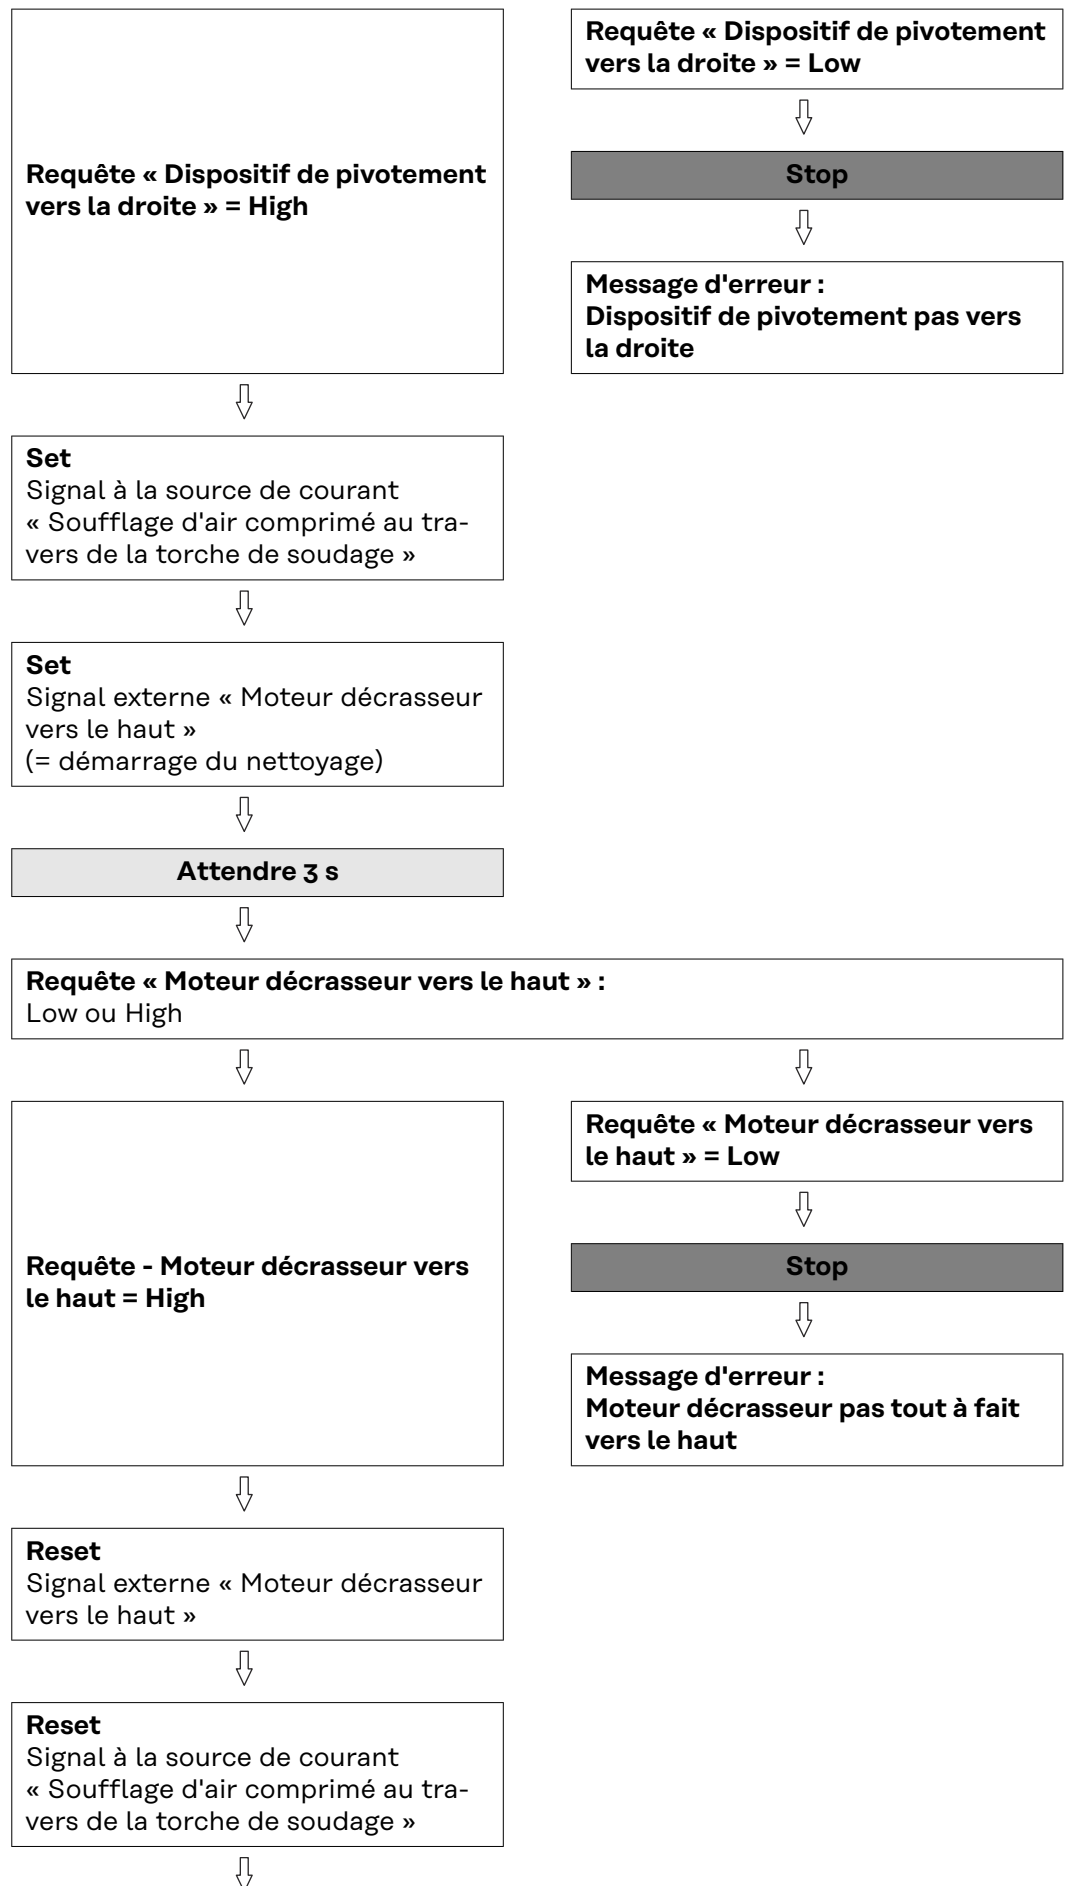 Requête « Dispositif de pivotement
vers la droite » = High
Requête « Dispositif de pivotement
vers la droite » = Low
Stop
Message d'erreur :
Dispositif de pivotement pas vers
la droite
Set
Signal à la source de courant
« Soufflage d'air comprimé au tra-
vers de la torche de soudage »
Set
Signal externe « Moteur décrasseur
vers le haut »
(= démarrage du nettoyage)
Attendre 3 s
Requête « Moteur décrasseur vers le haut » :
Low ou High
Requête - Moteur décrasseur vers
le haut = High
Requête « Moteur décrasseur vers
le haut » = Low
Stop
Message d'erreur :
Moteur décrasseur pas tout à fait
vers le haut
Reset
Signal externe « Moteur décrasseur
vers le haut »
Reset
Signal à la source de courant
« Soufflage d'air comprimé au tra-
vers de la torche de soudage »